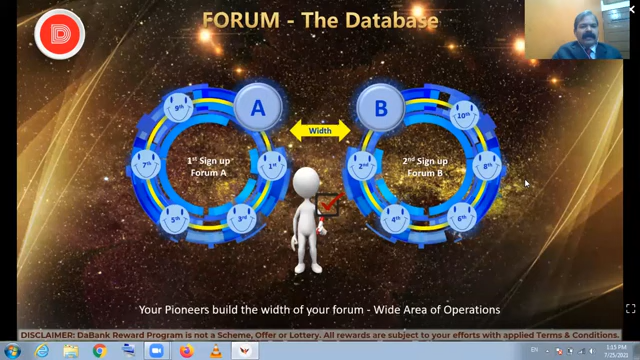 FORUM - The Database
D
A
B
Width
9th
7th
5th
3rd
1st
1st Sign up
Forum A
10th
8th
6th
4th
2nd
2nd Sign up
Forum B
Your Pioneers build the width of your forum - Wide Area of Operations
DISCLAIMER: DaBank Reward Program is not a Scheme, Offer or Lottery. All rewards are subject to your efforts with applied Terms & Conditions.
EN
1:15 PM